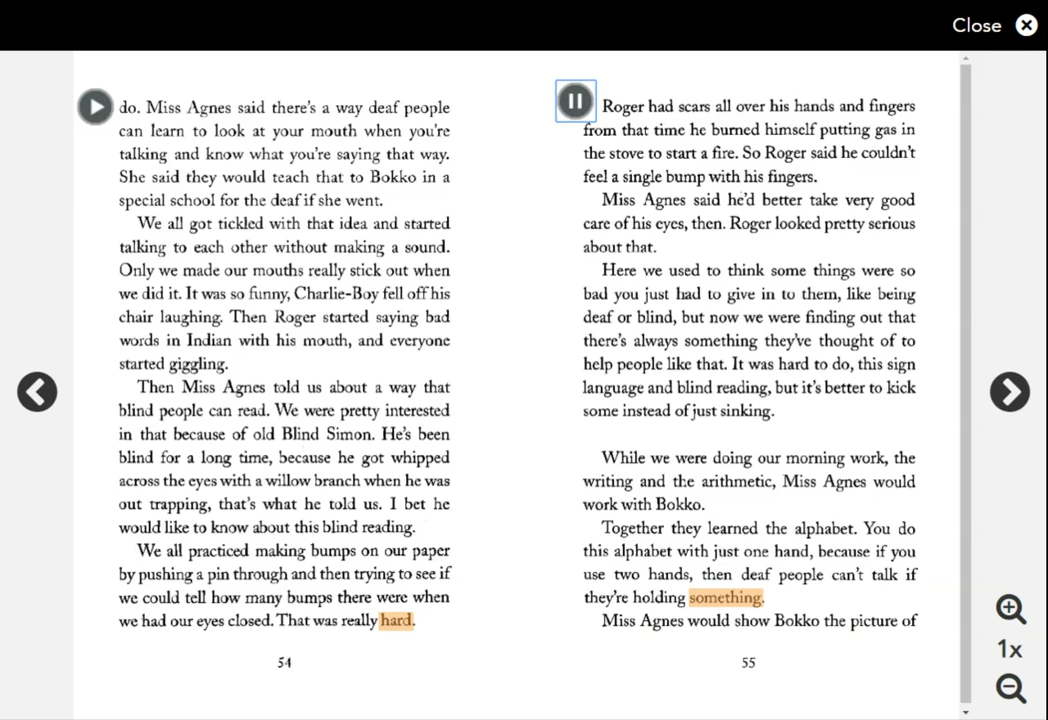 Close
do. Miss Agnes said there's a way deaf people
can learn to look at your mouth when you're
talking and know what you're saying that way.
She said they would teach that to Bokko in a
special school for the deaf if she went.
We all got tickled with that idea and started
talking to each other without making a sound.
Only we made our mouths really stick out when
we did it. It was so funny, Charlie-Boy fell off his
chair laughing. Then Roger started saying bad
words in Indian with his mouth, and everyone
started giggling.
Then Miss Agnes told us about a way that
blind people can read. We were pretty interested
in that because of old Blind Simon. He's been
blind for a long time, because he got whipped
across the eyes with a willow branch when he was
out trapping, that's what he told us. I bet he
would like to know about this blind reading.
We all practiced making bumps on our paper
by pushing a pin through and then trying to see if
we could tell how many bumps there were when
we had our eyes closed. That was really hard.
54
Roger had scars all over his hands and fingers
from that time he burned himself putting gas in
the stove to start a fire. So Roger said he couldn't
feel a single bump with his fingers.
Miss Agnes said he'd better take very good
care of his eyes, then. Roger looked pretty serious
about that.
Here we used to think some things were so
bad you just had to give in to them, like being
deaf or blind, but now we were finding out that
there's always something they've thought of to
help people like that. It was hard to do, this sign
language and blind reading, but it's better to kick
some instead of just sinking.
While we were doing our morning work, the
writing and the arithmetic, Miss Agnes would
work with Bokko.
Together they learned the alphabet. You do
this alphabet with just one hand, because if you
use two hands, then deaf people can't talk if
they're holding something.
Miss Agnes would show Bokko the picture of
55
1x